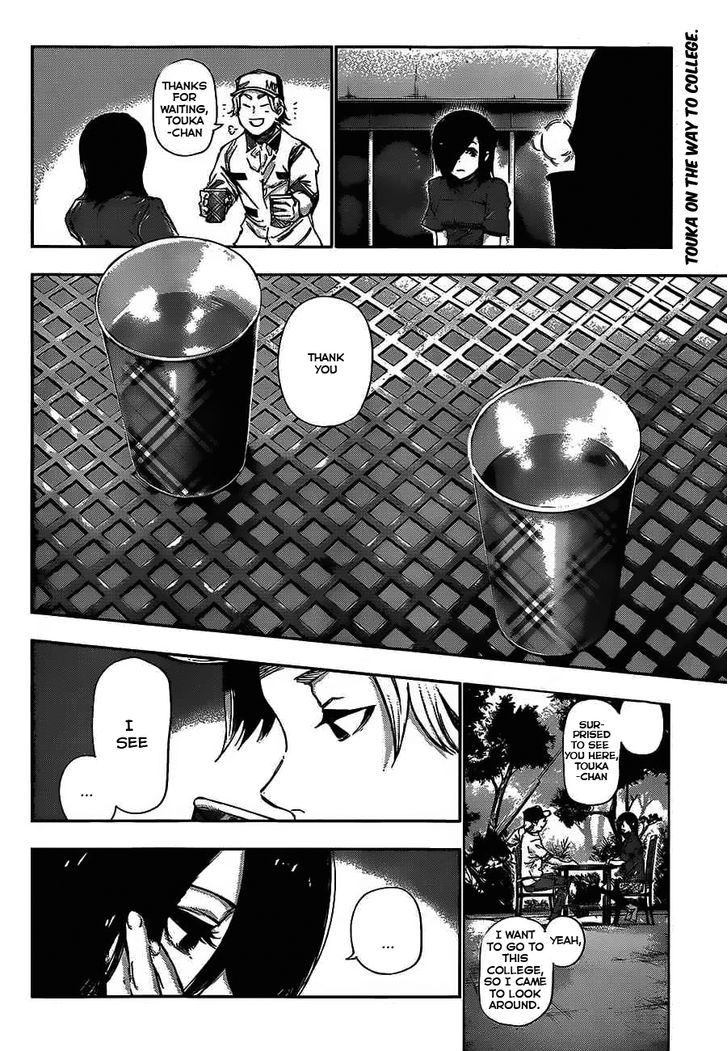 TOUKA ON THE WAY TO COLLEGE.
THANKS
FOR
WAITING,
TOUKA
-CHAN
THANK
YOU
SUR-
PRISED
TO SEE
YOU HERE,
TOUKA
-CHAN
YEAH,
I WANT
TO GO TO
THIS
COLLEGE,
SO I CAME
TO LOOK
AROUND.
I
SEE
...
...